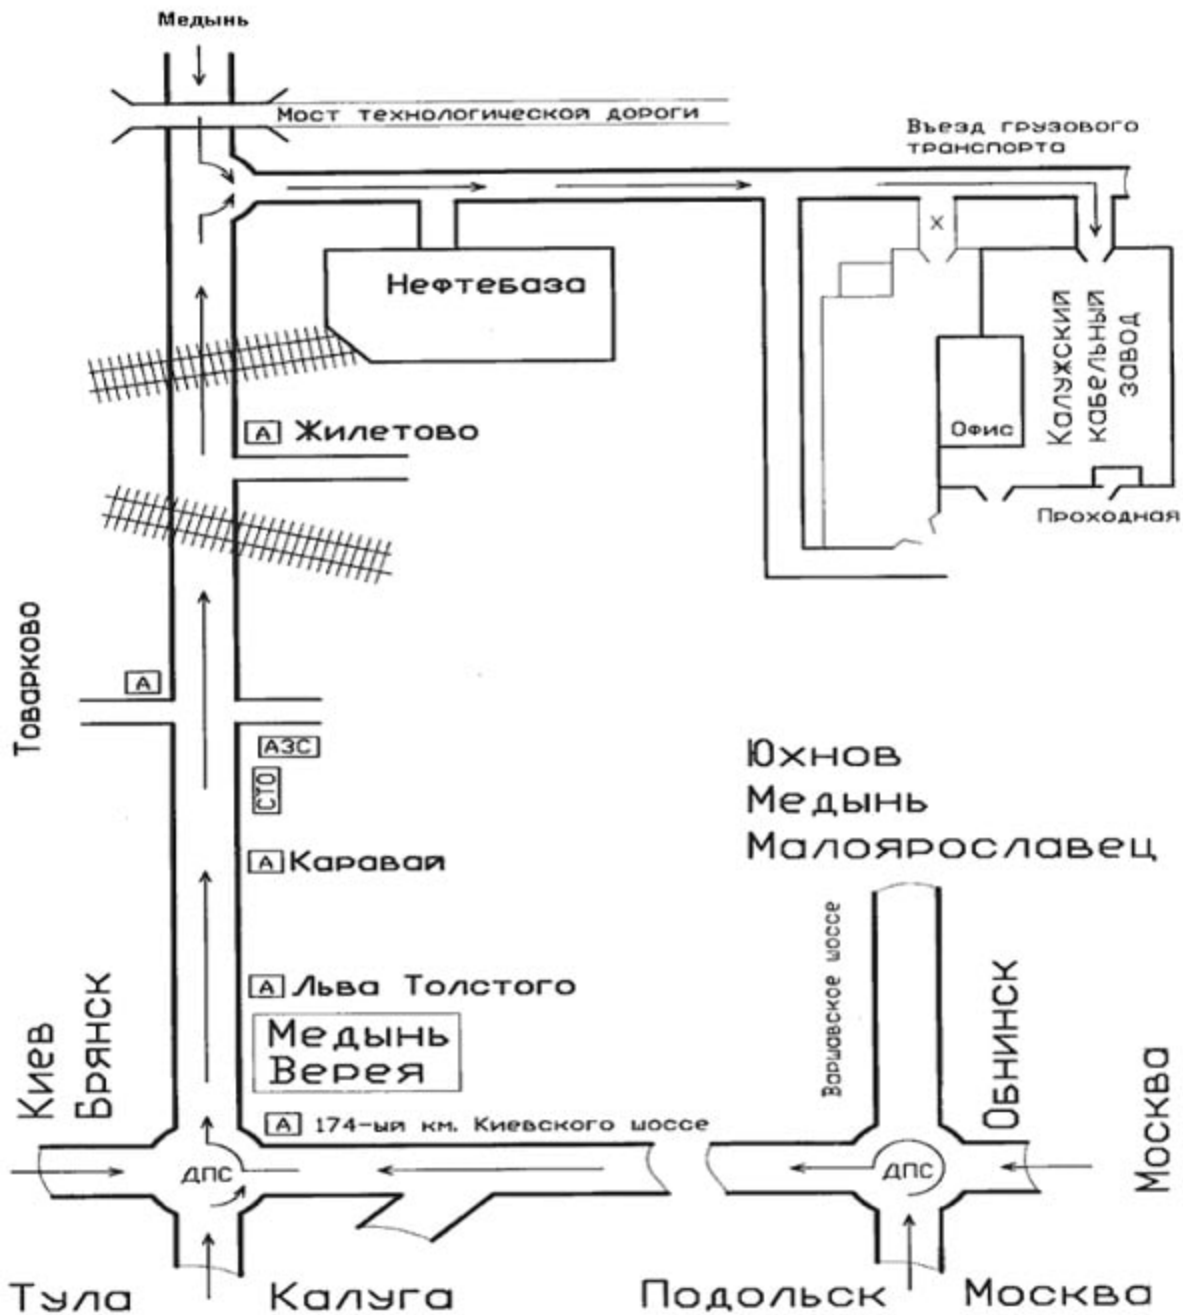 Медынь
Мост технологической дороги
Въезд грузового
транспорта
X
Нефтебаза
Калужский
кабельный
завод
А Жилетово
Офис
Проходная
Товарково
А
АЗС
СТО
Юхнов
Медынь
Малоярославец
А Каравай
Варшавское шоссе
А Льва Толстого
Киев
Брянск
Обнинск
Медынь
Верея
Москва
А 174-ый км. Киевского шоссе
ДПС
ДПС
Тула
Калуга
Подольск
Москва